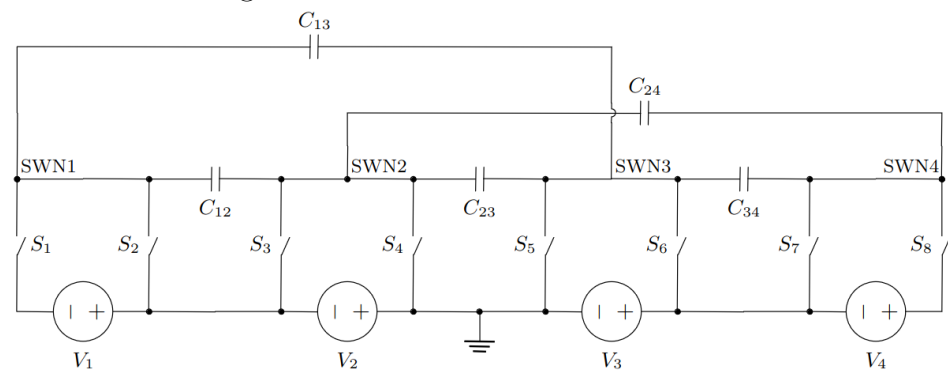 C13
C24
SWN1 SWN2 SWN3 SWN4
C12 C23 C34
S1 S2 S3 S4 S5 S6 S7 S8
V1 V2 V3 V4